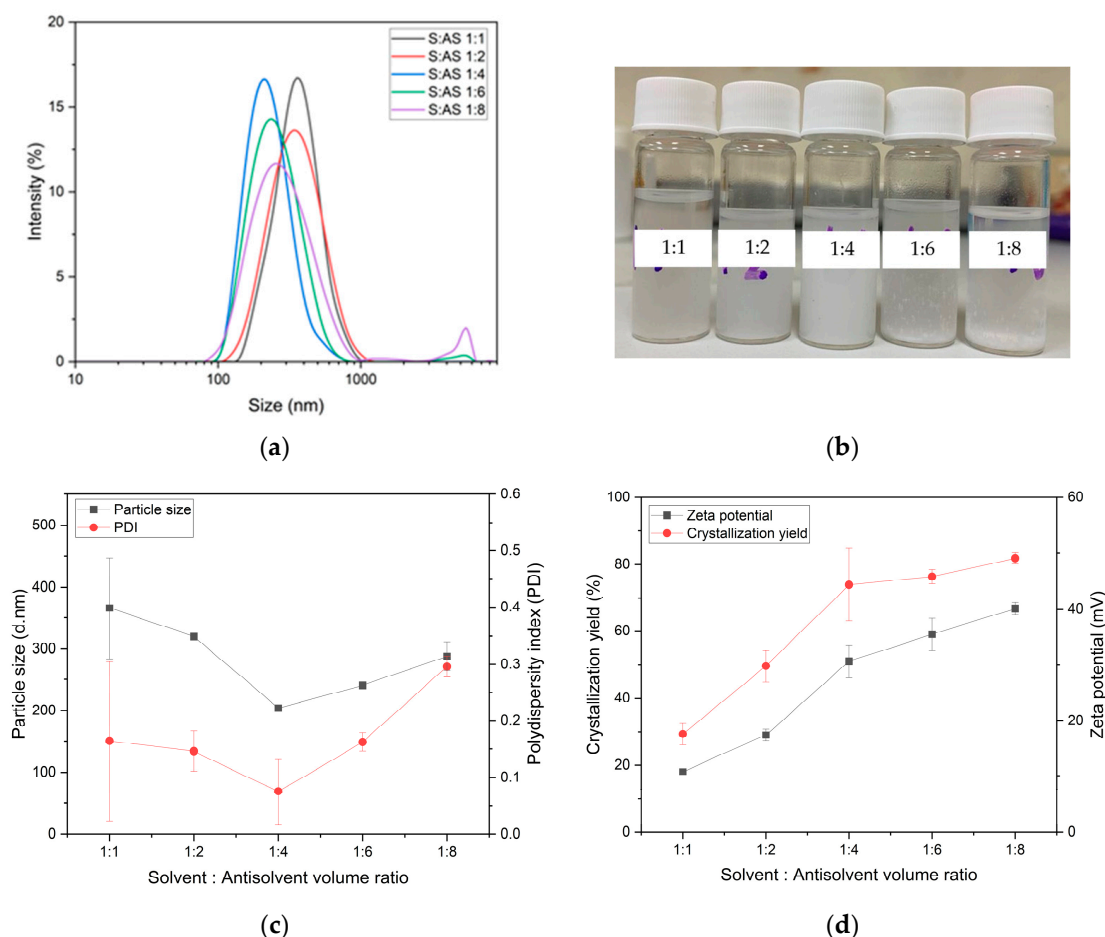 20
15
10
5
0
Intensity (%)
S:AS 1:1
S:AS 1:2
S:AS 1:4
S:AS 1:6
S:AS 1:8
10
100
1000
Size (nm)
(a)
1:1
1:2
1:4
1:6
1:8
(b)
Particle size
PDI
500
450
400
350
300
200
100
0
Particle size (d.nm)
0.6
0.5
0.4
0.3
0.2
0.1
0.0
Polydispersity index (PDI)
1:1
1:2
1:4
1:6
1:8
Solvent : Antisolvent volume ratio
(c)
Zeta potential
Crystallization yield
100
80
60
40
20
0
Crystallization yield (%)
60
40
20
0
Zeta potential (mV)
1:1
1:2
1:4
1:6
1:8
Solvent : Antisolvent volume ratio
(d)